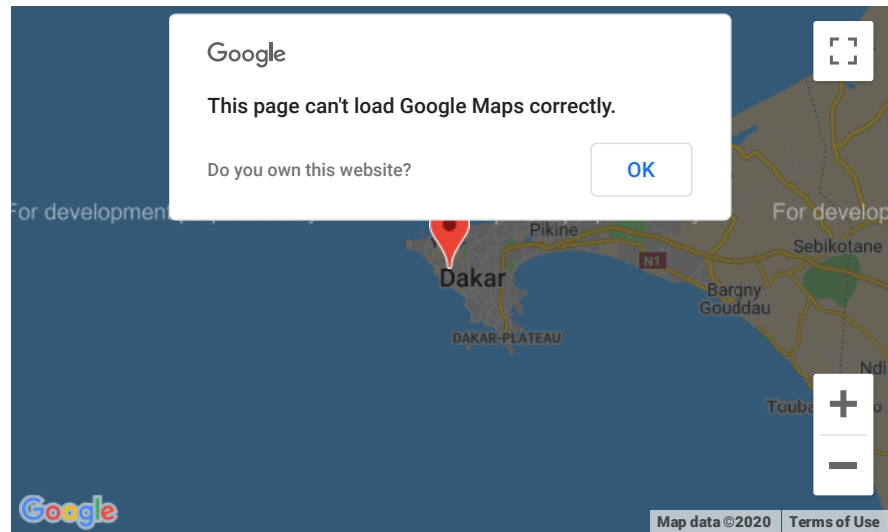 Google
This page can't load Google Maps correctly.
Do you own this website?
OK
For development
For develop
Pikine
Sebikotane
N1
Dakar
Bargny
Gouddau
DAKAR-PLATEAU
Ndi
Touba
Google
Map data ©2020
Terms of Use